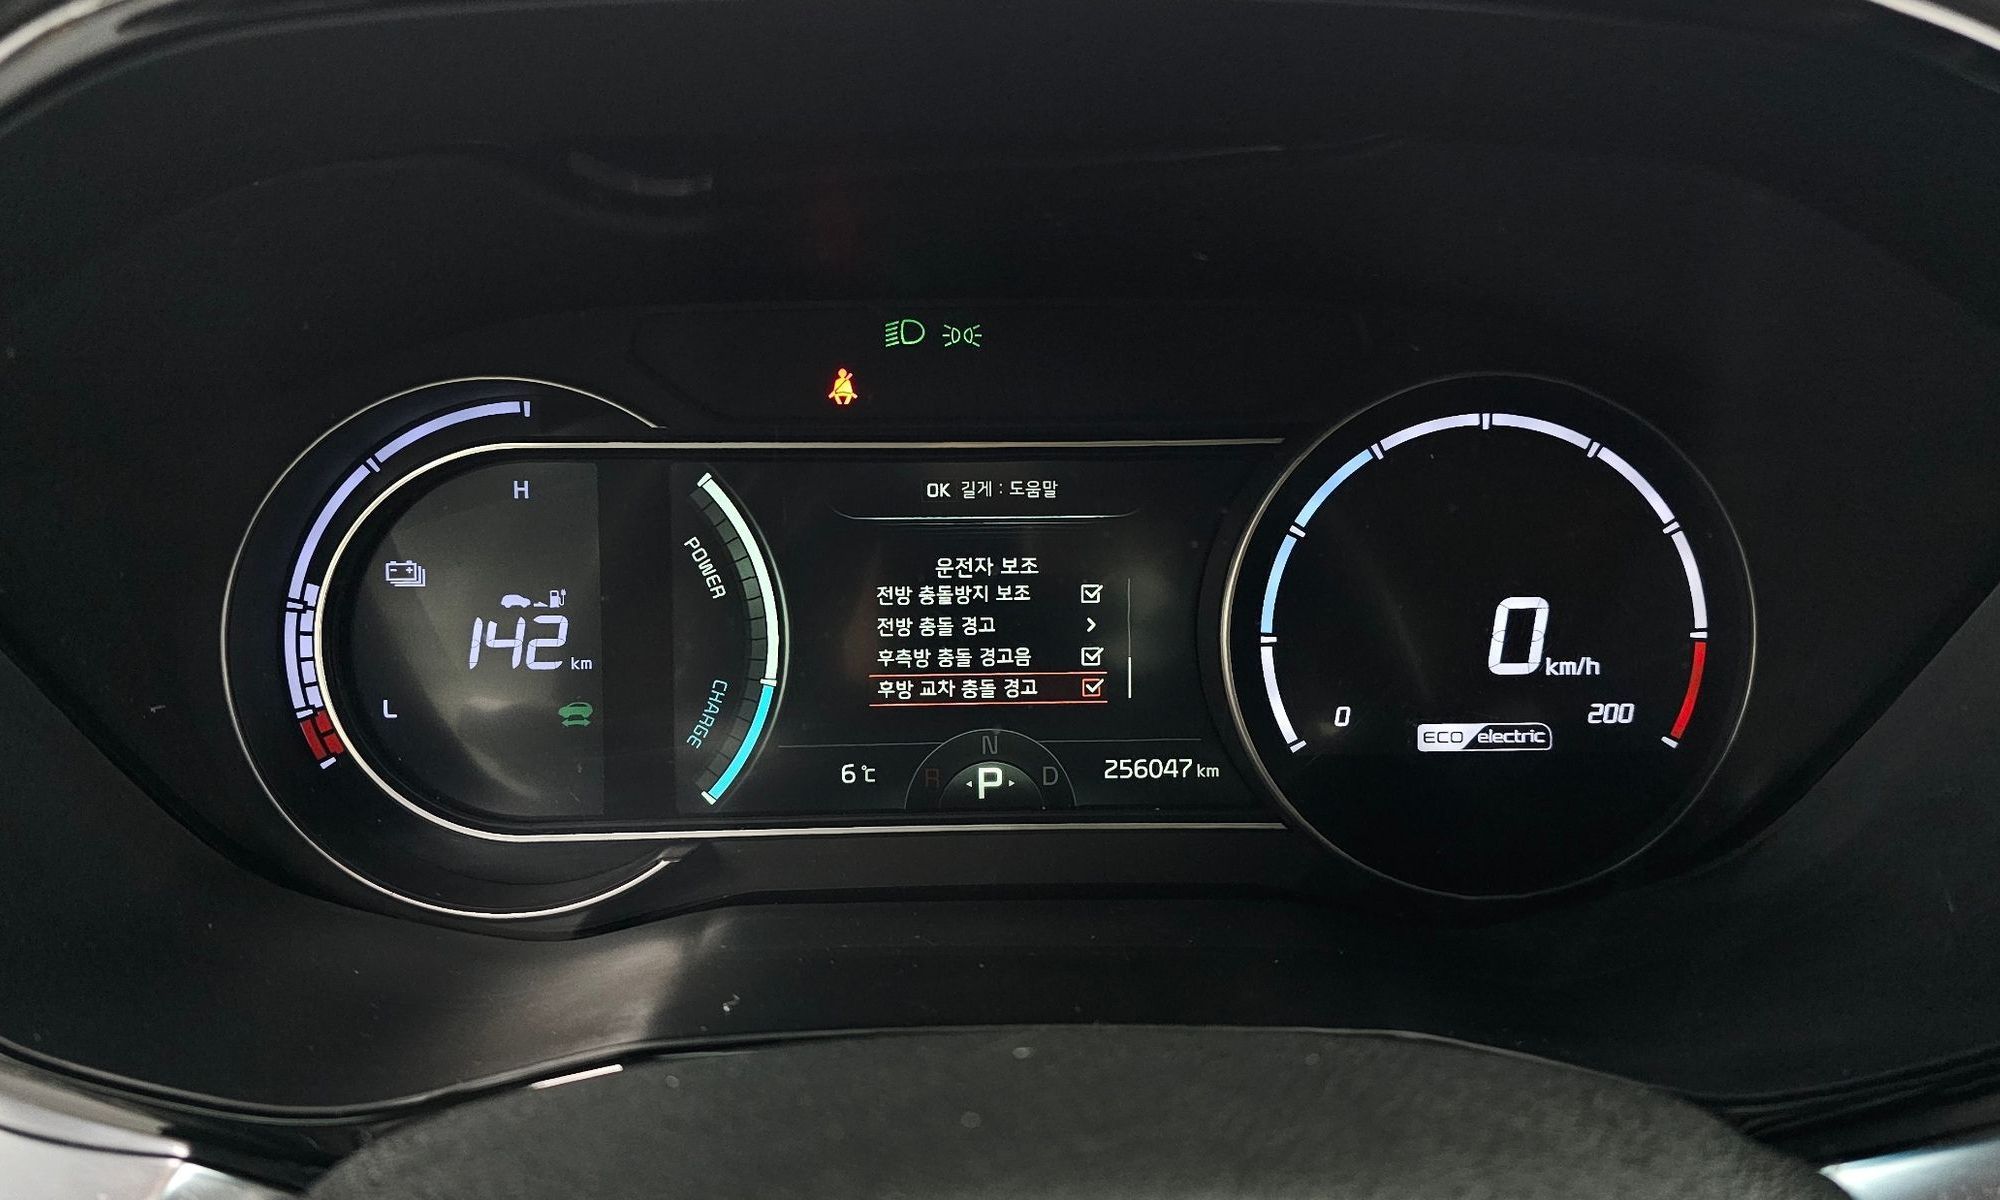 H
142 km
L
POWER
CHARGE
OK 길게 : 도움말
운전자 보조
전방 충돌방지 보조
전방 충돌 경고 >
후측방 충돌 경고음
후방 교차 충돌 경고
6 ℃
N
R P D
256047 km
0 km/h
0 200
ECO electric